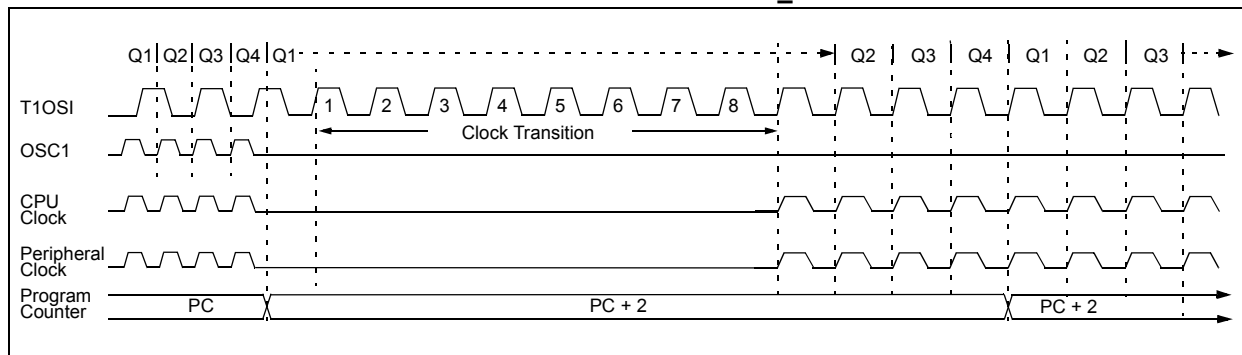 Q1 Q2 Q3 Q4 Q1 Q2 Q3 Q4 Q1 Q2 Q3
T1OSI 1 2 3 4 5 6 7 8
Clock Transition
OSC1
CPU
Clock
Peripheral
Clock
Program
Counter
PC PC + 2 PC + 2